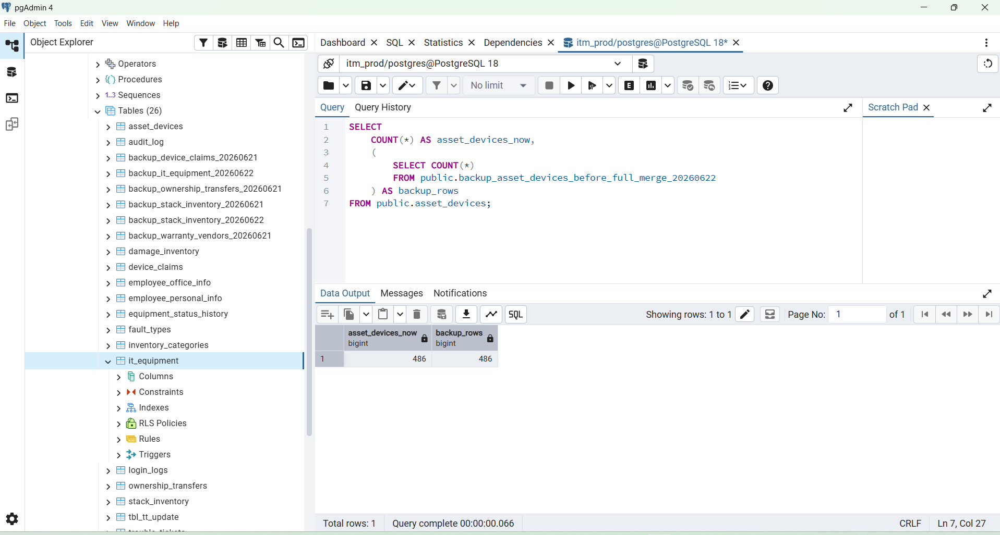 pgAdmin 4
File Object Tools Edit View Window Help
Object Explorer
Operators
Procedures
1..3 Sequences
Tables (26)
asset_devices
audit_log
backup_device_claims_20260621
backup_it_equipment_20260622
backup_ownership_transfers_20260621
backup_stack_inventory_20260621
backup_stack_inventory_20260622
backup_warranty_vendors_20260621
damage_inventory
device_claims
employee_office_info
employee_personal_info
equipment_status_history
fault_types
inventory_categories
it_equipment
Columns
Constraints
Indexes
RLS Policies
Rules
Triggers
login_logs
ownership_transfers
stack_inventory
tbl_tt_update
Dashboard SQL Statistics Dependencies itm_prod/postgres@PostgreSQL 18*
itm_prod/postgres@PostgreSQL 18
No limit E
Query Query History
Scratch Pad
1 SELECT
2 COUNT(*) AS asset_devices_now,
3 (
4 SELECT COUNT(*)
5 FROM public.backup_asset_devices_before_full_merge_20260622
6 ) AS backup_rows
7 FROM public.asset_devices;
Data Output Messages Notifications
SQL Showing rows: 1 to 1 Page No: 1 of 1
asset_devices_now backup_rows
bigint bigint
1 486 486
Total rows: 1 Query complete 00:00:00.066 CRLF Ln 7, Col 27